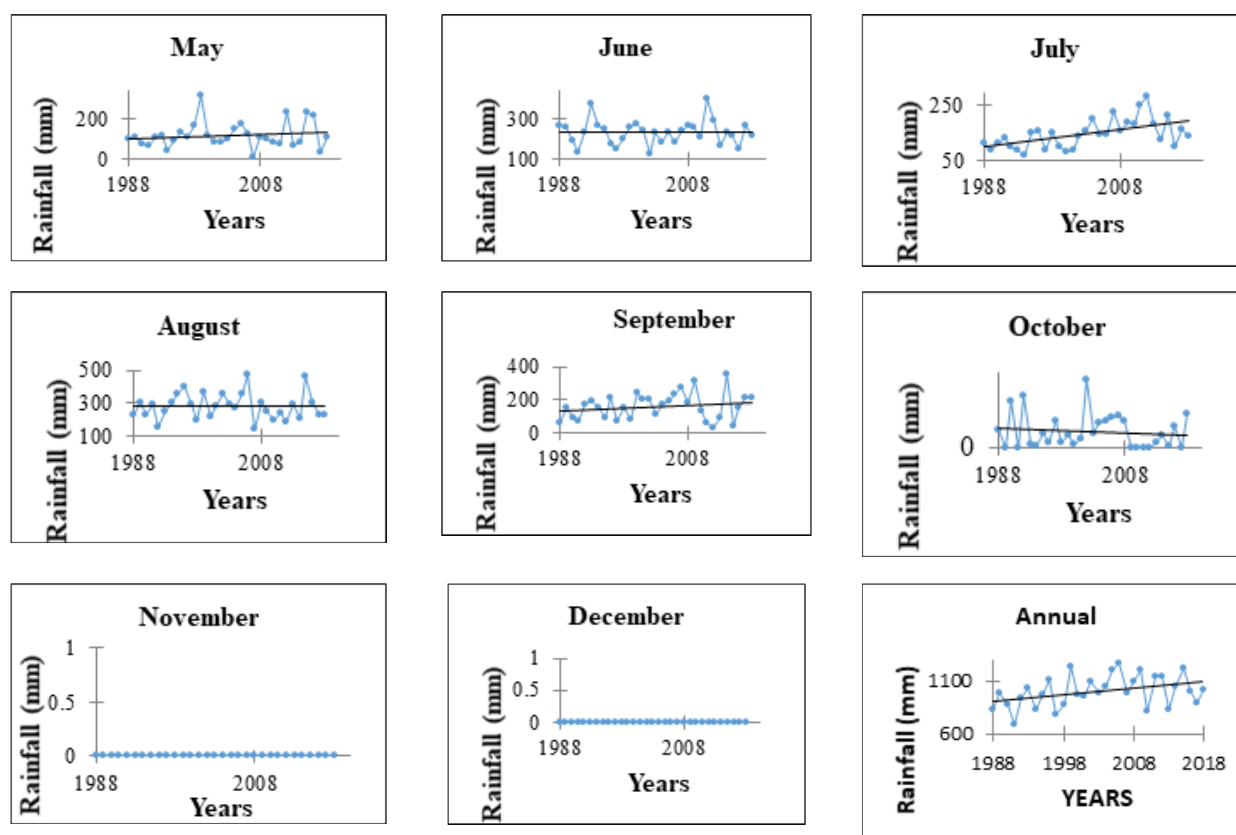 May
Rainfall (mm)
200
0
1988
2008
Years
June
Rainfall (mm)
300
100
1988
2008
Years
July
Rainfall (mm)
250
50
1988
2008
Years
August
Rainfall (mm)
500
300
100
1988
2008
Years
September
Rainfall (mm)
400
200
0
1988
2008
Years
October
Rainfall (mm)
0
1988
2008
Years
November
Rainfall (mm)
1
0.5
0
1988
2008
Years
December
Rainfall (mm)
1
0.5
0
1988
2008
Years
Annual
Rainfall (mm)
1100
600
1988 1998 2008 2018
YEARS